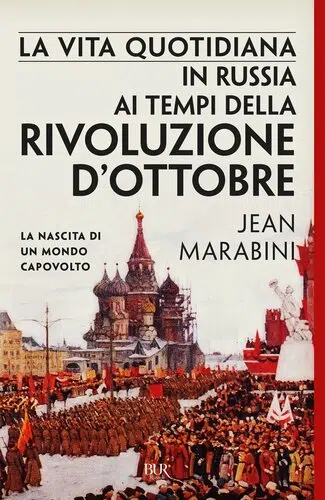 LA VITA QUOTIDIANA
IN RUSSIA
AI TEMPI DELLA
RIVOLUZIONE
D'OTTOBRE
JEAN
MARABINI
LA NASCITA DI
UN MONDO
CAPOVOLTO
BUR